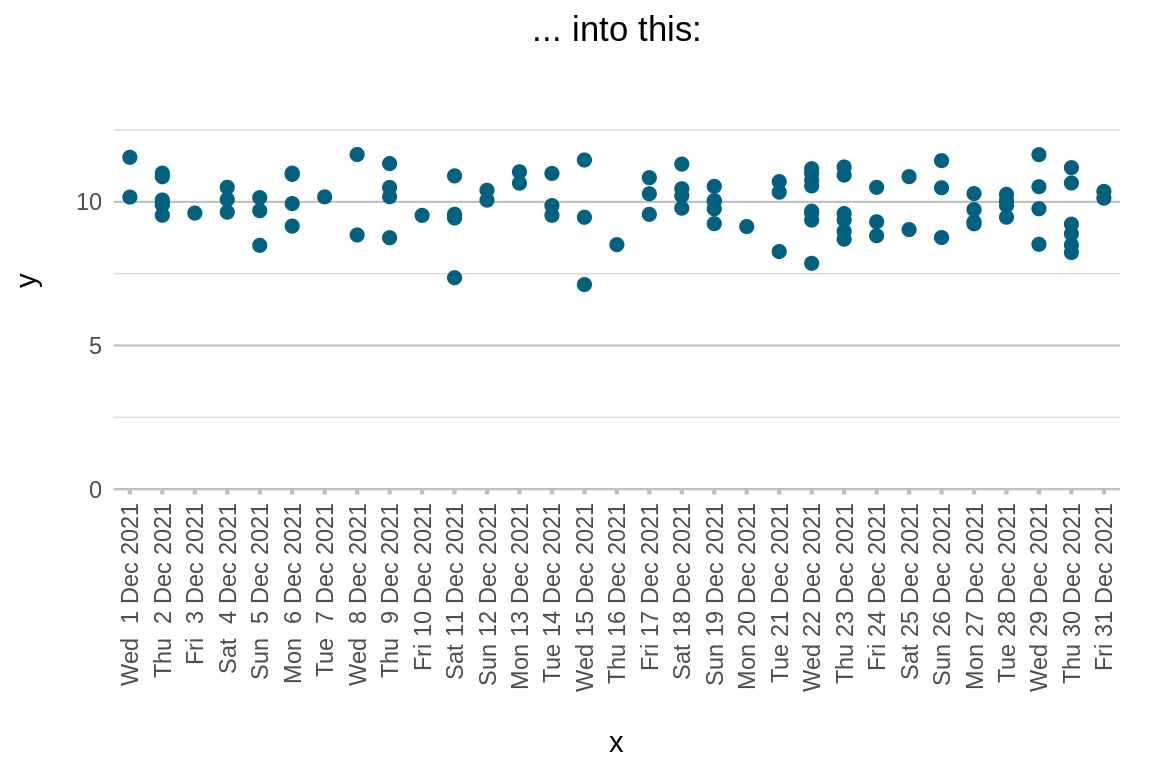 ... into this:
y
10
5
0
Wed  1 Dec 2021
Thu  2 Dec 2021
Fri  3 Dec 2021
Sat  4 Dec 2021
Sun  5 Dec 2021
Mon  6 Dec 2021
Tue  7 Dec 2021
Wed  8 Dec 2021
Thu  9 Dec 2021
Fri 10 Dec 2021
Sat 11 Dec 2021
Sun 12 Dec 2021
Mon 13 Dec 2021
Tue 14 Dec 2021
Wed 15 Dec 2021
Thu 16 Dec 2021
Fri 17 Dec 2021
Sat 18 Dec 2021
Sun 19 Dec 2021
Mon 20 Dec 2021
Tue 21 Dec 2021
Wed 22 Dec 2021
Thu 23 Dec 2021
Fri 24 Dec 2021
Sat 25 Dec 2021
Sun 26 Dec 2021
Mon 27 Dec 2021
Tue 28 Dec 2021
Wed 29 Dec 2021
Thu 30 Dec 2021
Fri 31 Dec 2021
x